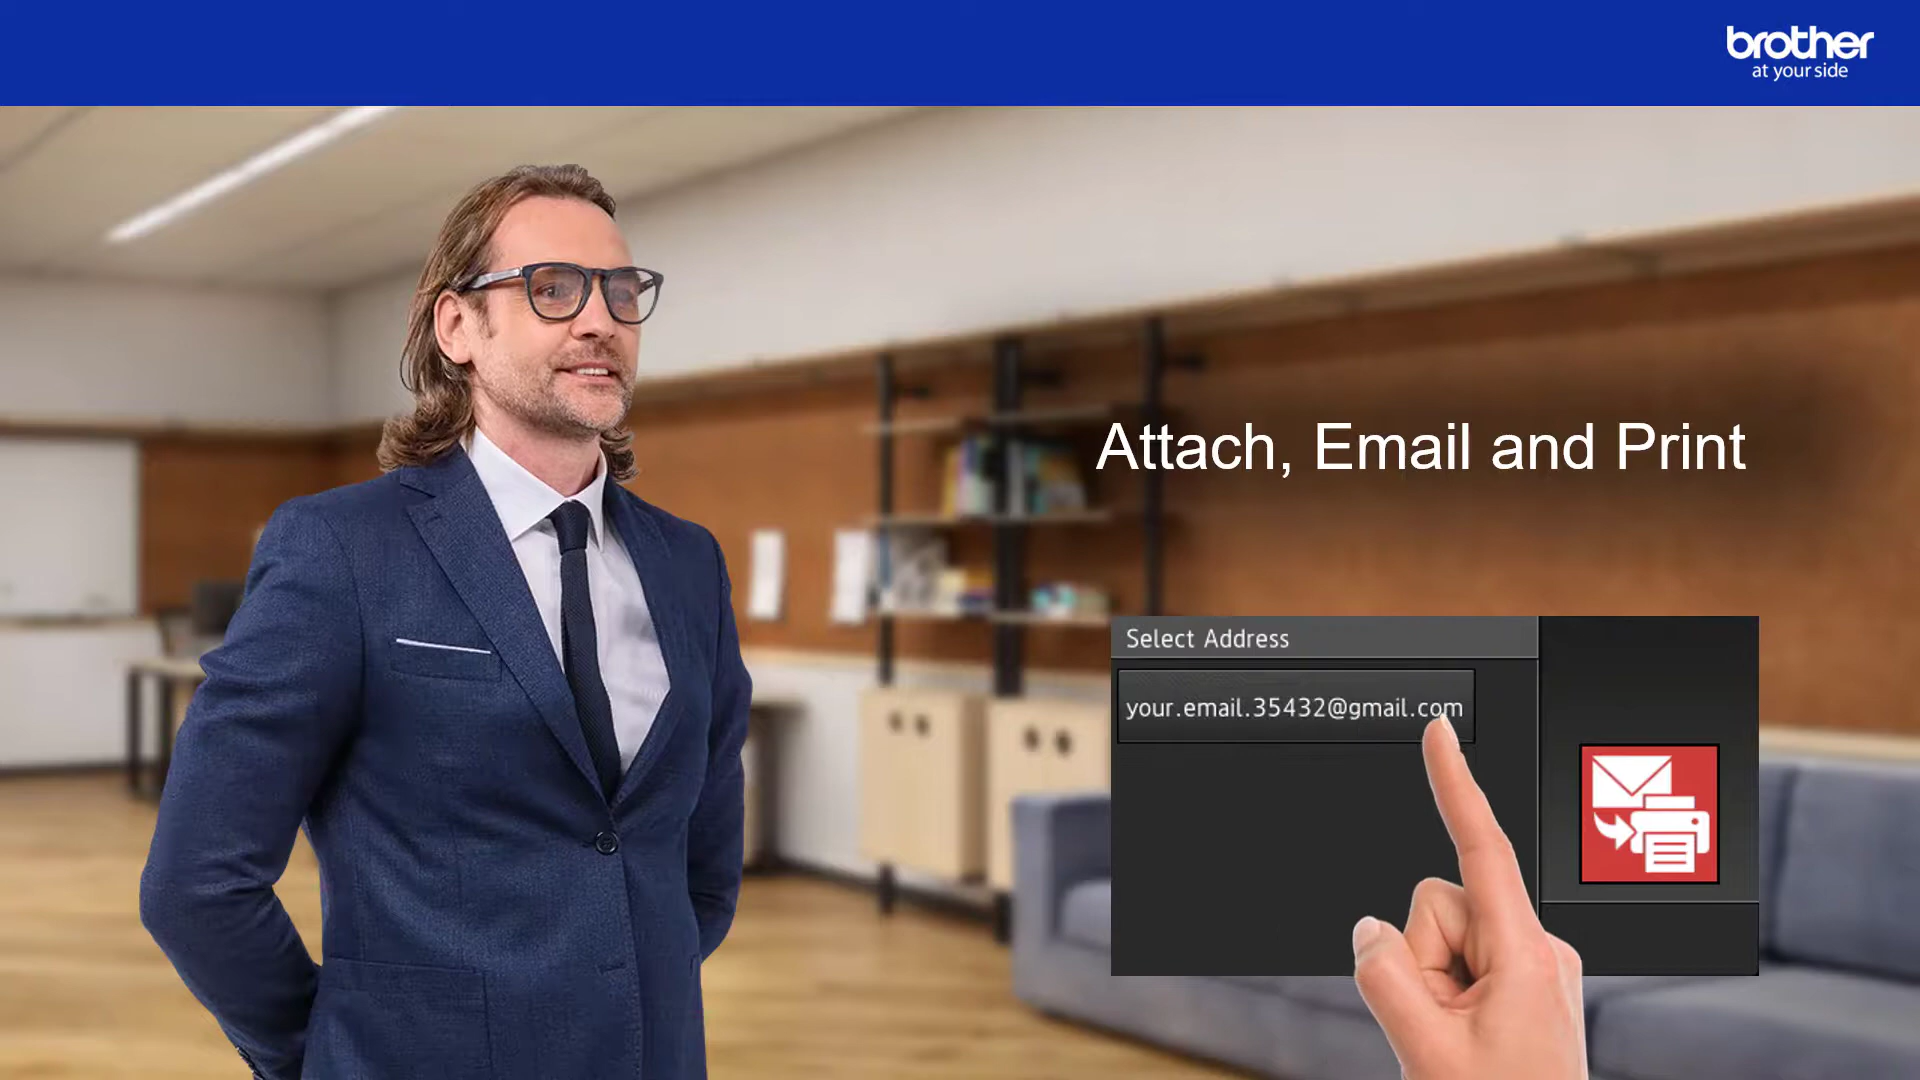 brother
at your side
Attach, Email and Print
Select Address
your.email.35432@gmail.com